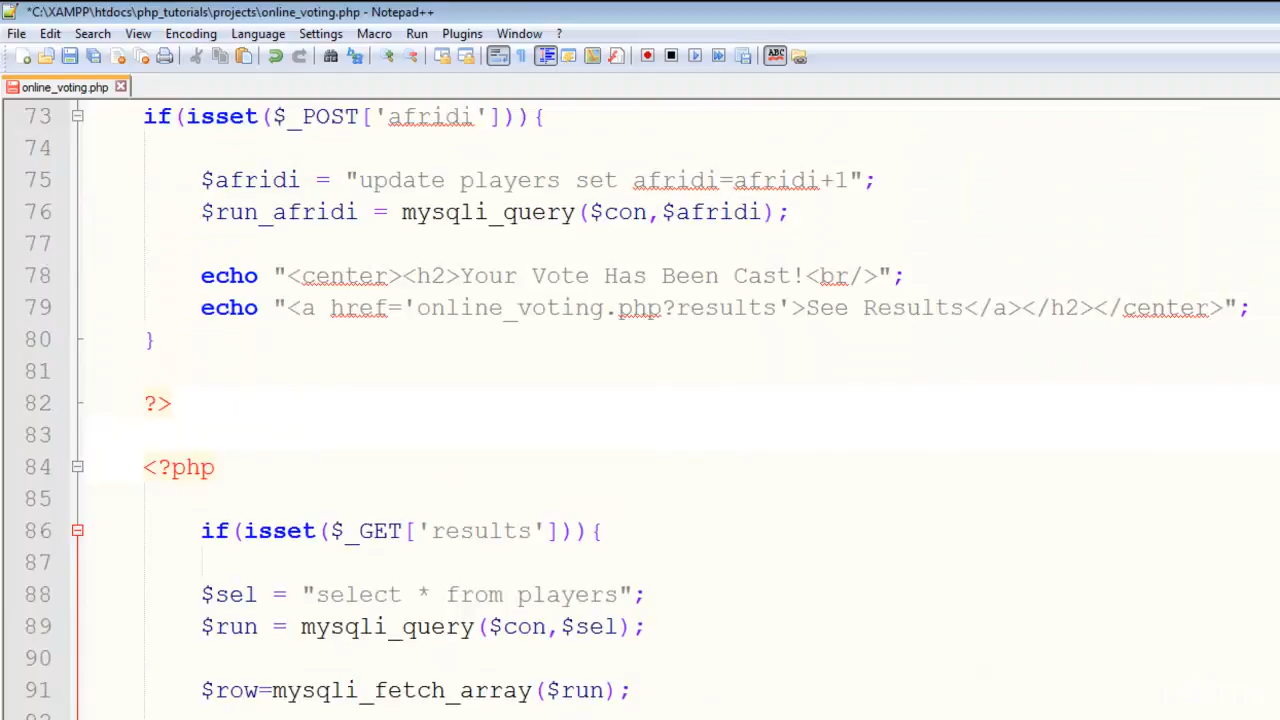 *C:\XAMPP\htdocs\php_tutorials\projects\online_voting.php - Notepad++
File Edit Search View Encoding Language Settings Macro Run Plugins Window ?
ABC
online_voting.php
73 if(isset($_POST['afridi'])){
74
75 $afridi = "update players set afridi=afridi+1";
76 $run_afridi = mysqli_query($con,$afridi);
77
78 echo "<center><h2>Your Vote Has Been Cast!<br/>";
79 echo "<a href='online_voting.php?results'>See Results</a></h2></center>";
80 }
81
82 ?>
83
84 <?php
85
86 if(isset($_GET['results'])){
87
88 $sel = "select * from players";
89 $run = mysqli_query($con,$sel);
90
91 $row=mysqli_fetch_array($run);